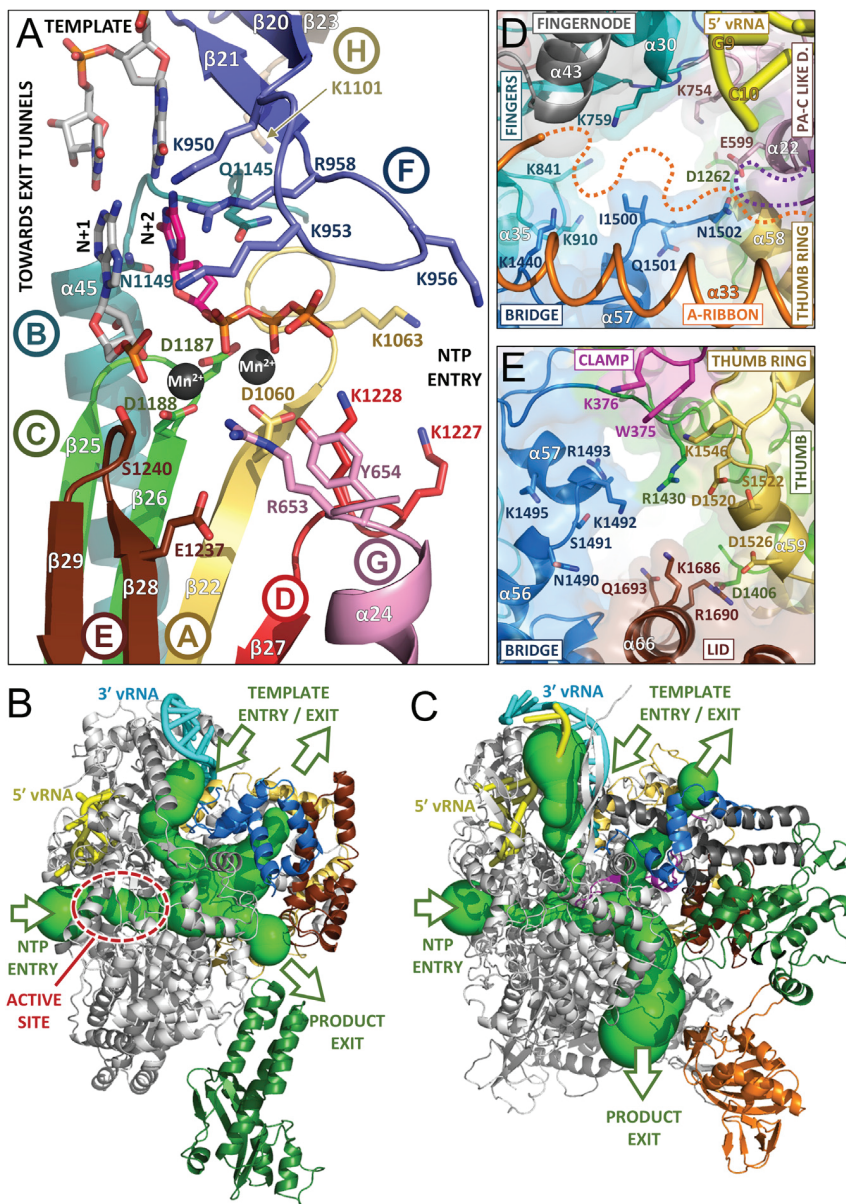 A
TEMPLATE
β20
β23
β21
H
K1101
TOWARDS EXIT TUNNELS
K950
Q1145
R958
F
N+1
N+2
K953
K956
α45
N1149
B
D1187
K1063
Mn2+
Mn2+
NTP
ENTRY
D1188
D1060
K1228
C
K1227
β25
S1240
Y654
β26
R653
E1237
G
β29
β28
β22
D
α24
E
A
β27
D
FINGERNODE
α30
5′ vRNA
G9
α43
K754
C10
FINGERS
K759
PA-C LIKE D.
E599
α22
K841
D1262
I1500
α35
K910
N1502
α58
K1440
Q1501
THUMB RING
α33
BRIDGE
α57
A-RIBBON
E
CLAMP
THUMB RING
K376
W375
α57
R1493
K1546
THUMB
S1522
R1430
D1520
K1495
K1492
S1491
D1526
α59
N1490
K1686
α56
Q1693
D1406
R1690
BRIDGE
α66
LID
B
3′ vRNA
TEMPLATE
ENTRY / EXIT
5′ vRNA
NTP
ENTRY
ACTIVE
SITE
PRODUCT
EXIT
C
3′ vRNA
TEMPLATE
ENTRY / EXIT
5′ vRNA
NTP
ENTRY
PRODUCT
EXIT